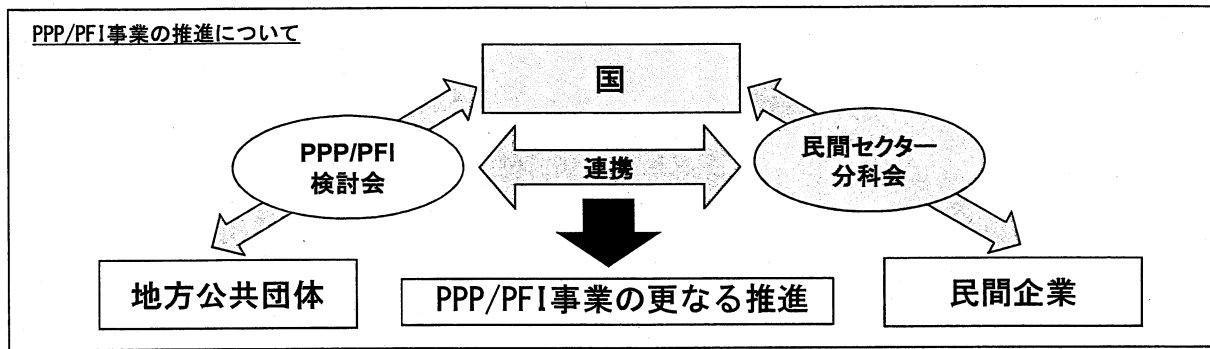 PPP/PFI事業の推進について
国
PPP/PFI
検討会
連携
民間セクター
分科会
地方公共団体
PPP/PFI事業の更なる推進
民間企業